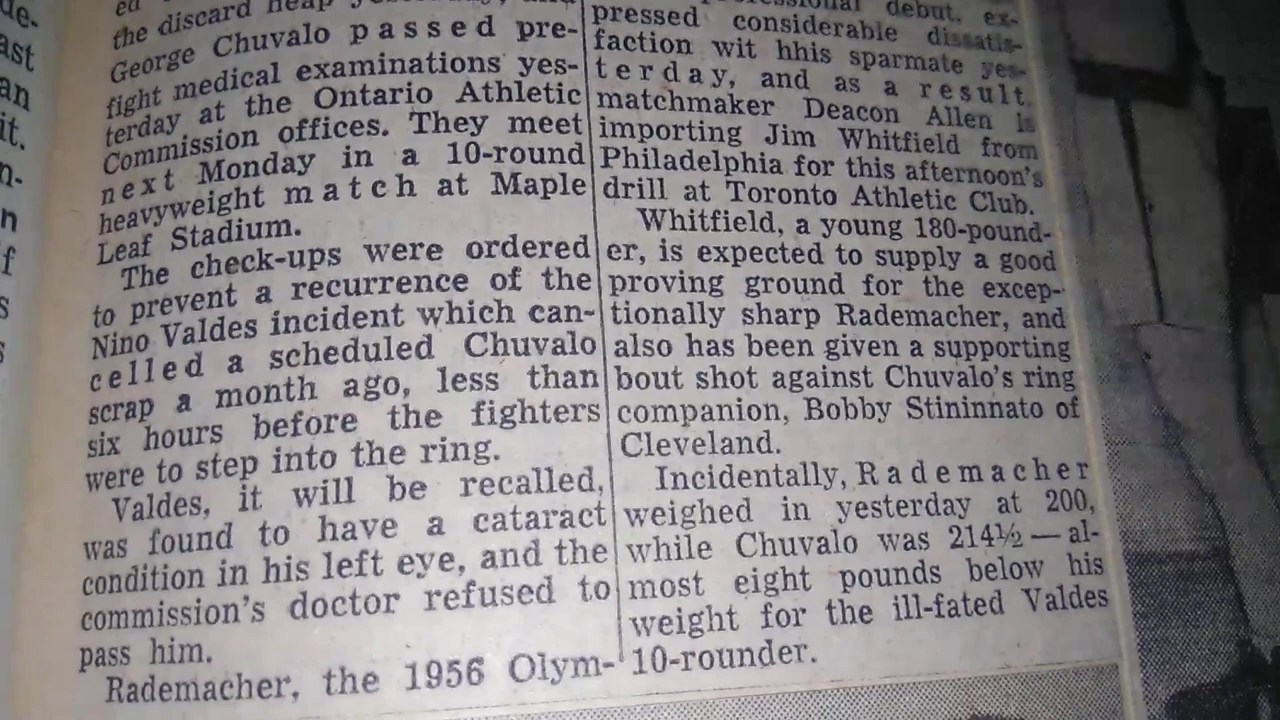 ed
the discard heap
George Chuvalo passed pre-
fight medical examinations yes-
terday at the Ontario Athletic
Commission offices. They meet
next Monday in a 10-round
heavyweight match at Maple
Leaf Stadium.
The check-ups were ordered
to prevent a recurrence of the
Nino Valdes incident which can-
celled a scheduled Chuvalo
scrap a month ago, less than
six hours before the fighters
were to step into the ring.
Valdes, it will be recalled,
was found to have a cataract
condition in his left eye, and the
commission's doctor refused to
pass him.
Rademacher, the 1956 Olym-
debut, ex-
pressed considerable dissatis-
faction wit hhis sparmate yes-
terday, and as a result
matchmaker Deacon Allen is
importing Jim Whitfield from
Philadelphia for this afternoon's
drill at Toronto Athletic Club.
Whitfield, a young 180-pound-
er, is expected to supply a good
proving ground for the excep-
tionally sharp Rademacher, and
also has been given a supporting
bout shot against Chuvalo's ring
companion, Bobby Stininnato of
Cleveland.
Incidentally, Rademacher
weighed in yesterday at 200,
while Chuvalo was 214½ — al-
most eight pounds below his
weight for the ill-fated Valdes
10-rounder.